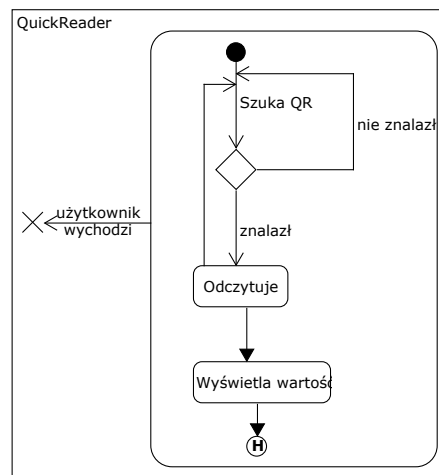 QuickReader
Szuka QR
nie znalazł
użytkownik
wychodzi
znalazł
Odczytuje
Wyświetla wartość
H